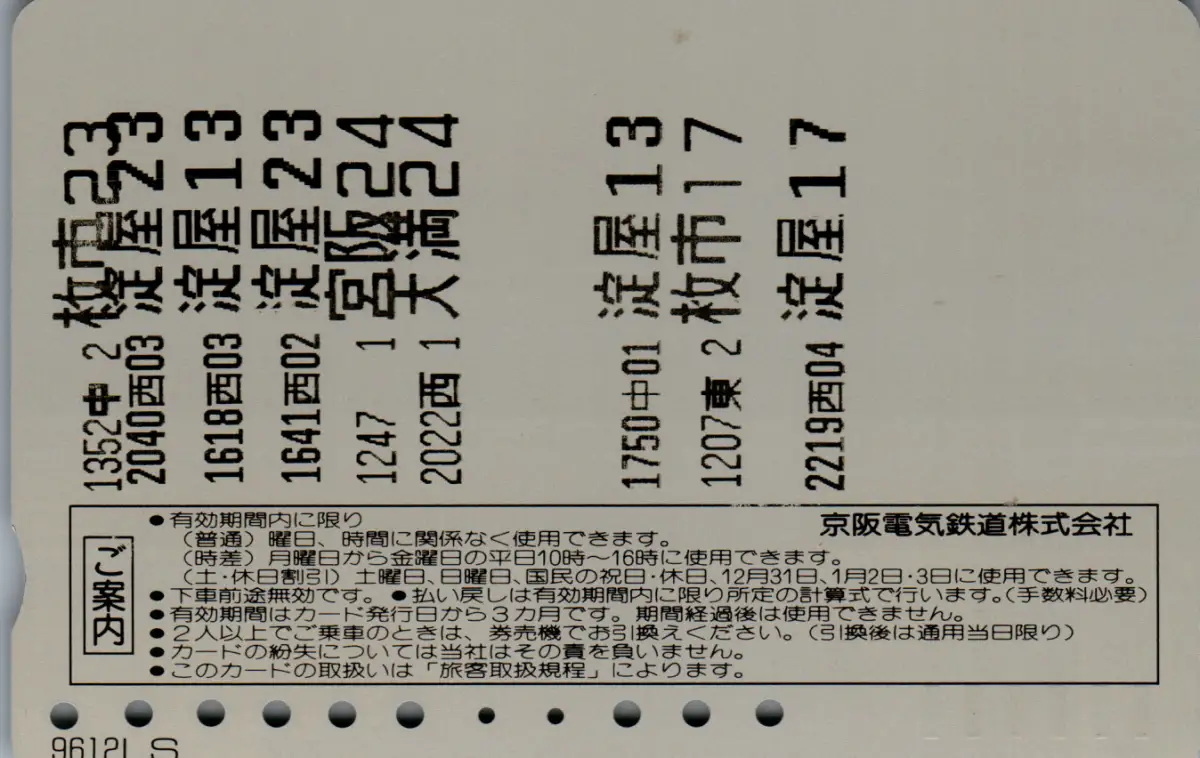 1352中 2 枚市23
2040西03 淀屋23
1618西03 淀屋13
1641西02 淀屋23
1247 1 宮阪24
2022西 1 天満24
1750中01 淀屋13
1207東 2 枚市17
2219西04 淀屋17
京阪電気鉄道株式会社
ご案内
●有効期間内に限り
(普通)曜日、時間に関係なく使用できます。
(時差)月曜日から金曜日の平日10時～16時に使用できます。
(土・休日割引)土曜日、日曜日、国民の祝日・休日、12月31日、1月2日・3日に使用できます。
●下車前途無効です。●払い戻しは有効期間内に限り所定の計算式で行います。(手数料必要)
●有効期間はカード発行日から3カ月です。期間経過後は使用できません。
●2人以上でご乗車のときは、券売機でお引換えください。(引換後は通用当日限り)
●カードの紛失については当社はその責を負いません。
●このカードの取扱いは「旅客取扱規程」によります。
9612L S